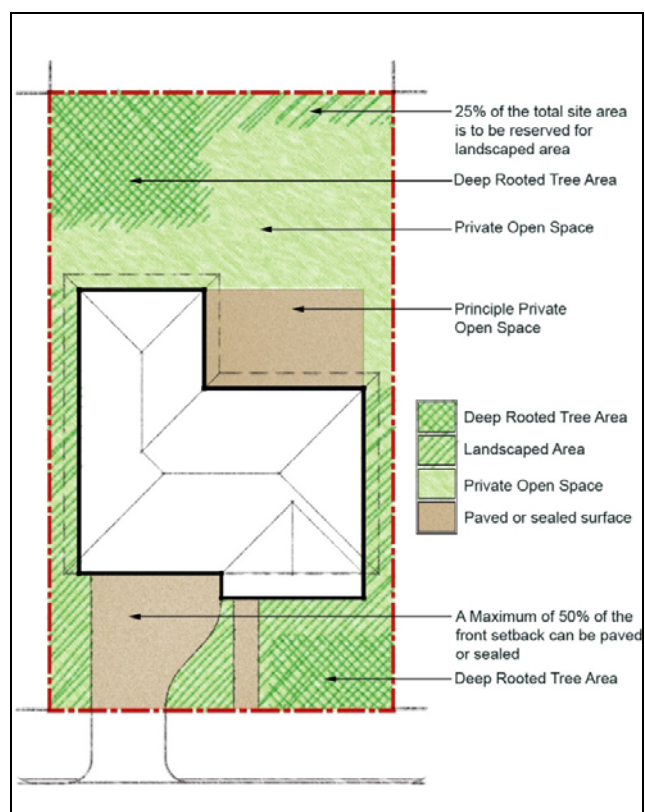 25% of the total site area
is to be reserved for
landscaped area
Deep Rooted Tree Area
Private Open Space
Principle Private
Open Space
Deep Rooted Tree Area
Landscaped Area
Private Open Space
Paved or sealed surface
A Maximum of 50% of the
front setback can be paved
or sealed
Deep Rooted Tree Area